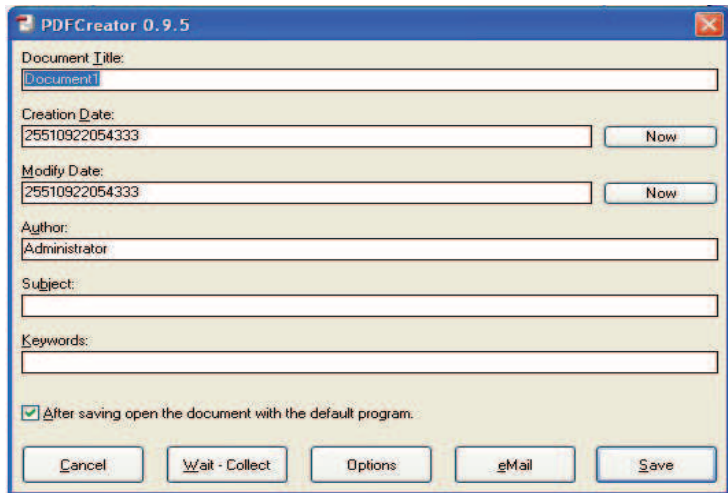 PDFCreator 0.9.5
Document Title:
Document1
Creation Date:
25510922054333
Now
Modify Date:
25510922054333
Now
Author:
Administrator
Subject:
Keywords:
After saving open the document with the default program.
Cancel
Wait - Collect
Options
eMail
Save